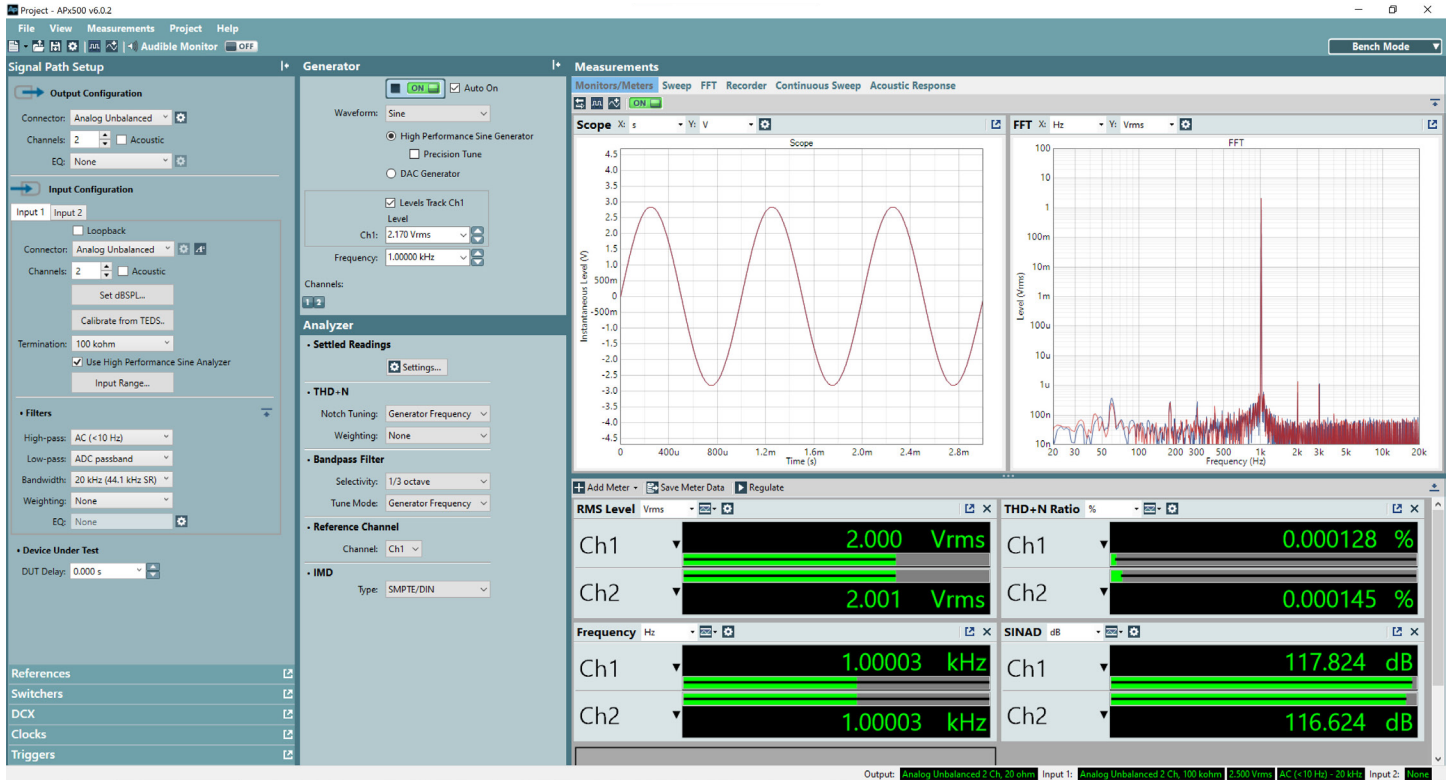 Project - APx500 v6.0.2
File View Measurements Project Help
Audible Monitor OFF
Bench Mode
Signal Path Setup
Output Configuration
Connector: Analog Unbalanced
Channels: 2 Acoustic
EQ: None
Input Configuration
Input 1 Input 2
Loopback
Connector: Analog Unbalanced
Channels: 2 Acoustic
Set dBSPL...
Calibrate from TEDS..
Termination: 100 kohm
Use High Performance Sine Analyzer
Input Range...
Filters
High-pass: AC (<10 Hz)
Low-pass: ADC passband
Bandwidth: 20 kHz (44.1 kHz SR)
Weighting: None
EQ: None
Device Under Test
DUT Delay: 0.000 s
References
Switchers
DCX
Clocks
Triggers
Generator
ON Auto On
Waveform: Sine
High Performance Sine Generator
Precision Tune
DAC Generator
Levels Track Ch1
Level
Ch1: 2.170 Vrms
Frequency: 1.00000 kHz
Channels:
1 2
Analyzer
Settled Readings
Settings...
THD+N
Notch Tuning: Generator Frequency
Weighting: None
Bandpass Filter
Selectivity: 1/3 octave
Tune Mode: Generator Frequency
Reference Channel
Channel: Ch1
IMD
Type: SMPTE/DIN
Measurements
Monitors/Meters Sweep FFT Recorder Continuous Sweep Acoustic Response
ON
Scope X: s Y: V
Scope
4.5
4.0
3.5
3.0
2.5
2.0
1.5
1.0
500m
0
-500m
-1.0
-1.5
-2.0
-2.5
-3.0
-3.5
-4.0
-4.5
Instantaneous Level (V)
0 400u 800u 1.2m 1.6m 2.0m 2.4m 2.8m
Time (s)
FFT X: Hz Y: Vrms
FFT
100
10
1
100m
10m
1m
100u
10u
1u
100n
10n
Level (Vrms)
20 30 50 100 200 300 500 1k 2k 3k 5k 10k 20k
Frequency (Hz)
Add Meter Save Meter Data Regulate
RMS Level Vrms
Ch1 2.000 Vrms
Ch2 2.001 Vrms
THD+N Ratio %
Ch1 0.000128 %
Ch2 0.000145 %
Frequency Hz
Ch1 1.00003 kHz
Ch2 1.00003 kHz
SINAD dB
Ch1 117.824 dB
Ch2 116.624 dB
Output: Analog Unbalanced 2 Ch, 20 ohm Input 1: Analog Unbalanced 2 Ch, 100 kohm 2.500 Vrms AC (<10 Hz) - 20 kHz Input 2: None